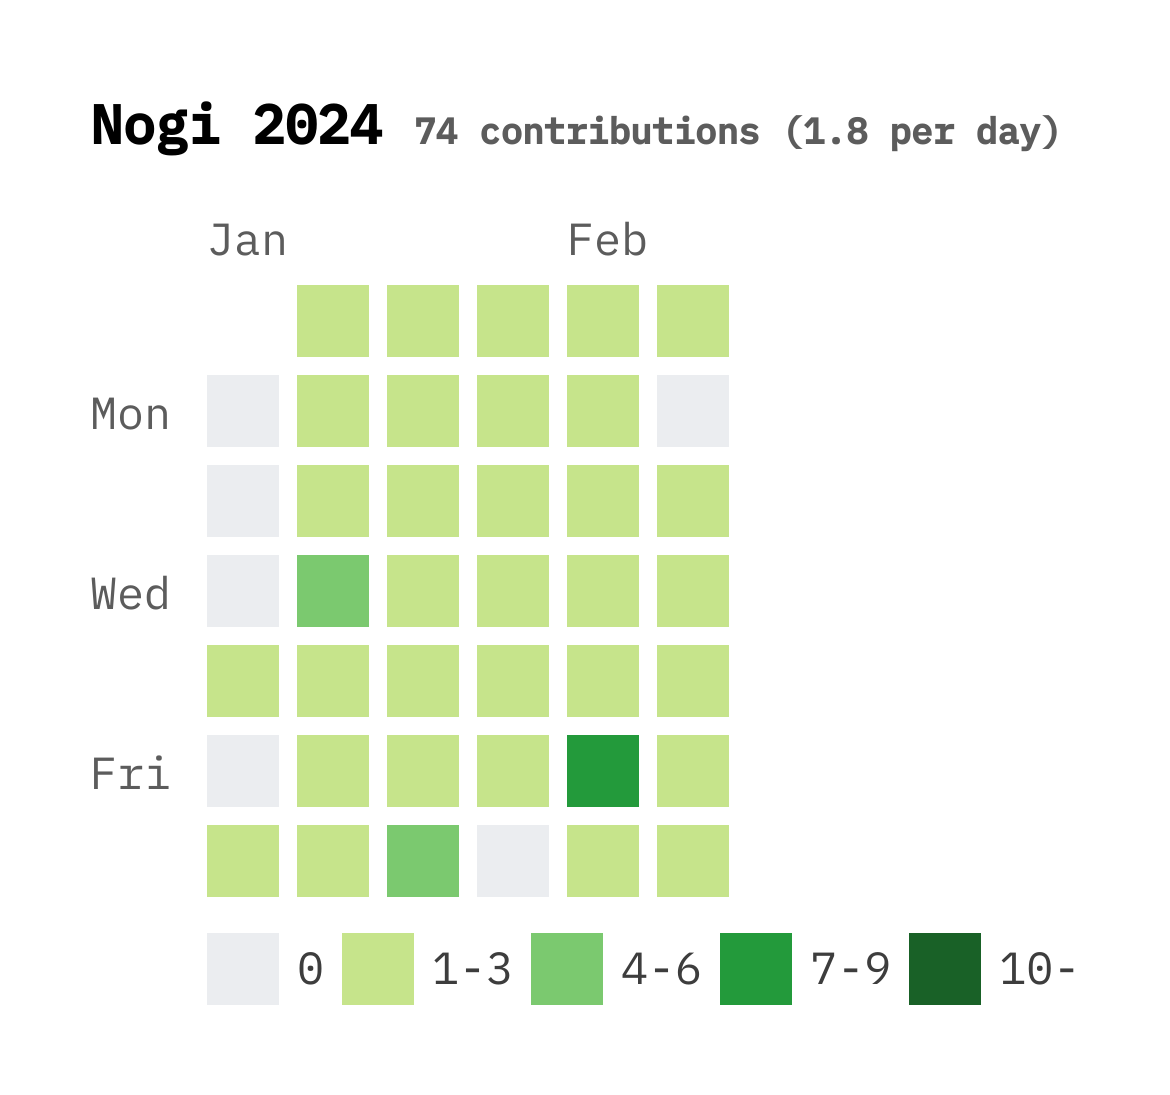 Nogi 2024 74 contributions (1.8 per day)
Jan Feb
Mon
Wed
Fri
0 1-3 4-6 7-9 10-